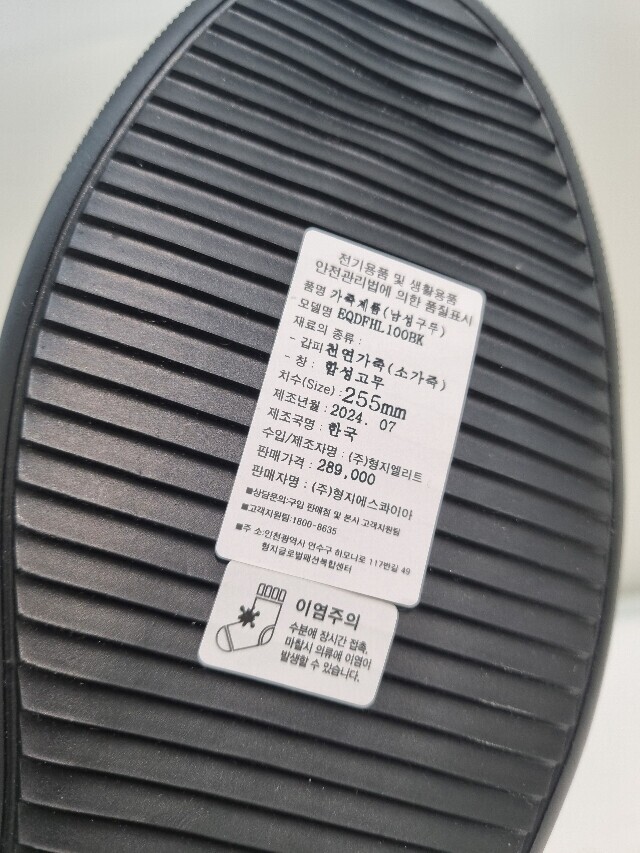 전기용품 및 생활용품
안전관리법에 의한 품질표시
품명 가죽제품(남성구두)
모델명 EQDFHL100BK
재료의 종류 :
- 갑피 천연가죽(소가죽)
- 창 : 합성고무
치수(Size) : 255mm
제조년월 : 2024. 07
제조국명 : 한국
수입/제조자명 : (주)형지엘리트
판매가격 : 289,000
판매자명 : (주)형지에스콰이아
■상담문의:구입 판매점 및 본사 고객지원팀
■고객지원팀:1800-8635
■주 소:인천광역시 연수구 하모니로 177번길 49
형지글로벌패션복합센터
이염주의
수분에 장시간 접촉,
마찰시 의류에 이염이
발생할 수 있습니다.